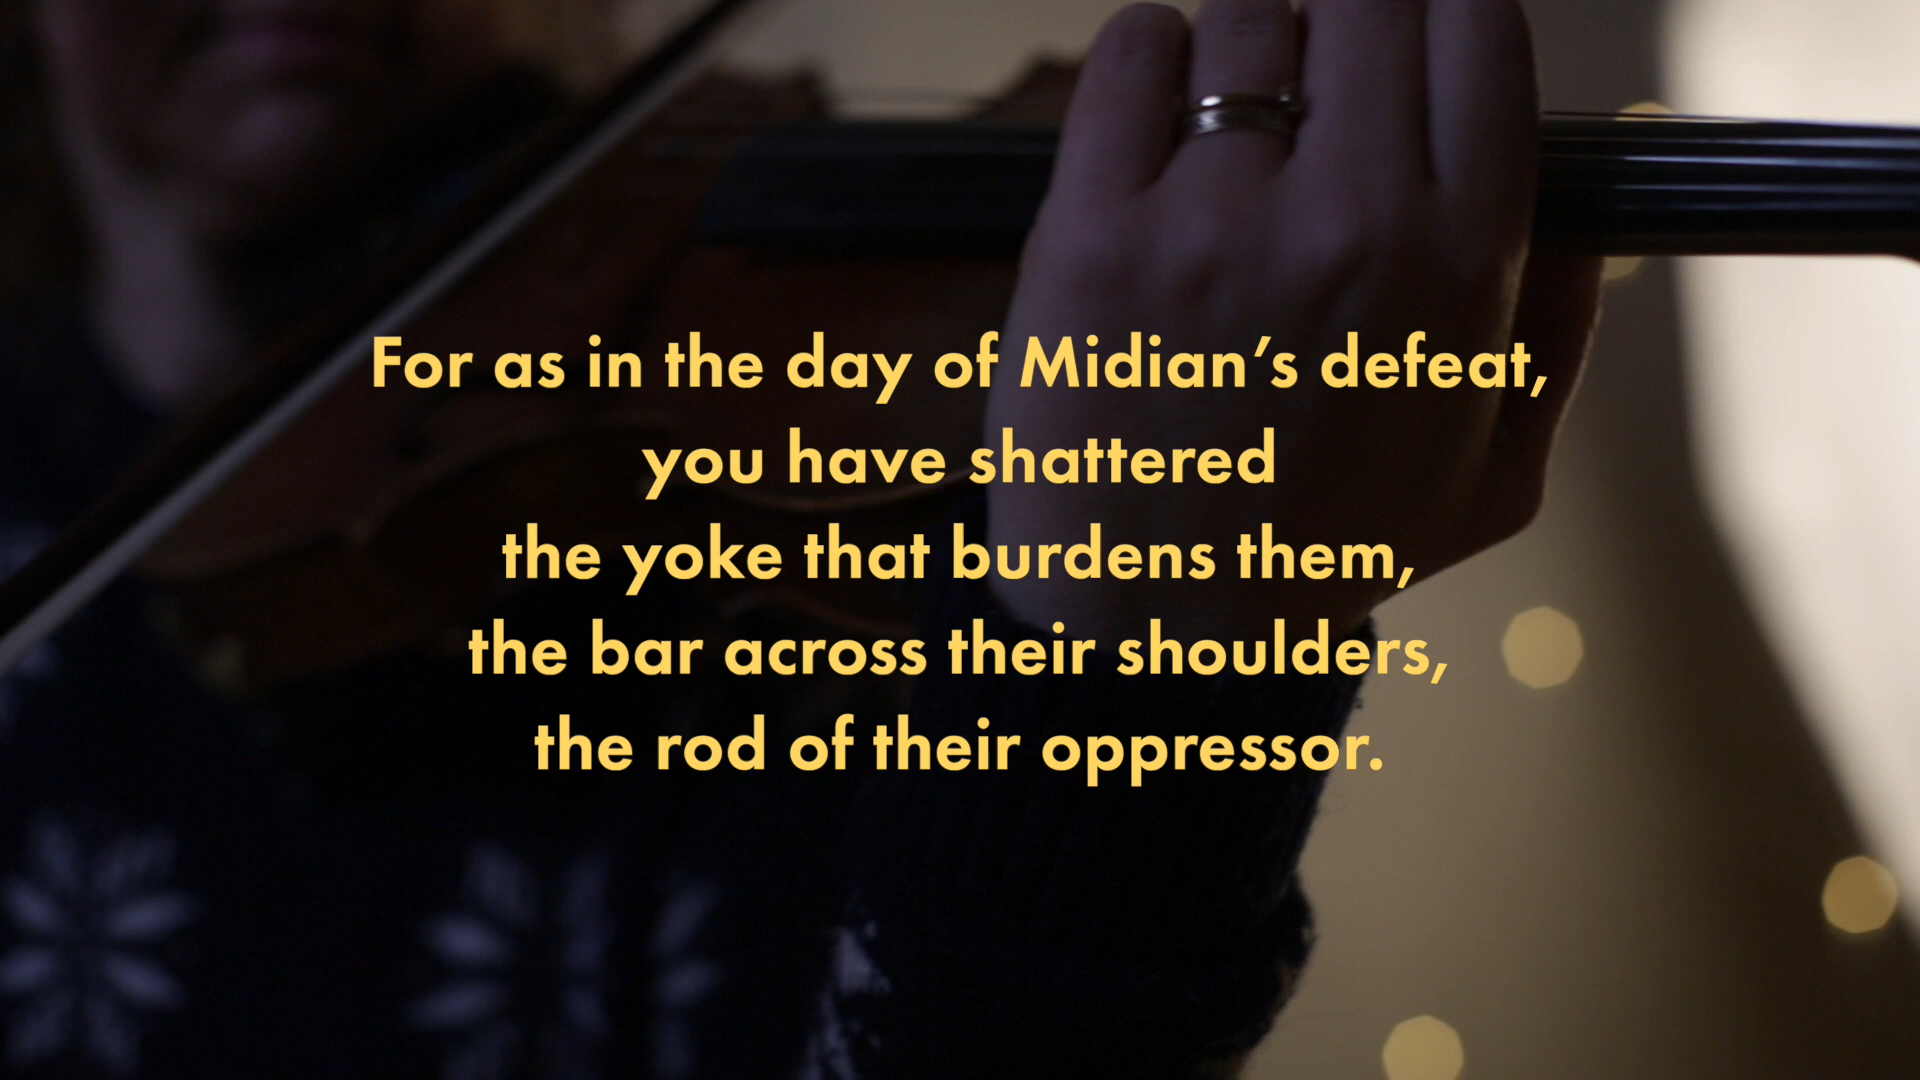 For as in the day of Midian’s defeat,
you have shattered
the yoke that burdens them,
the bar across their shoulders,
the rod of their oppressor.